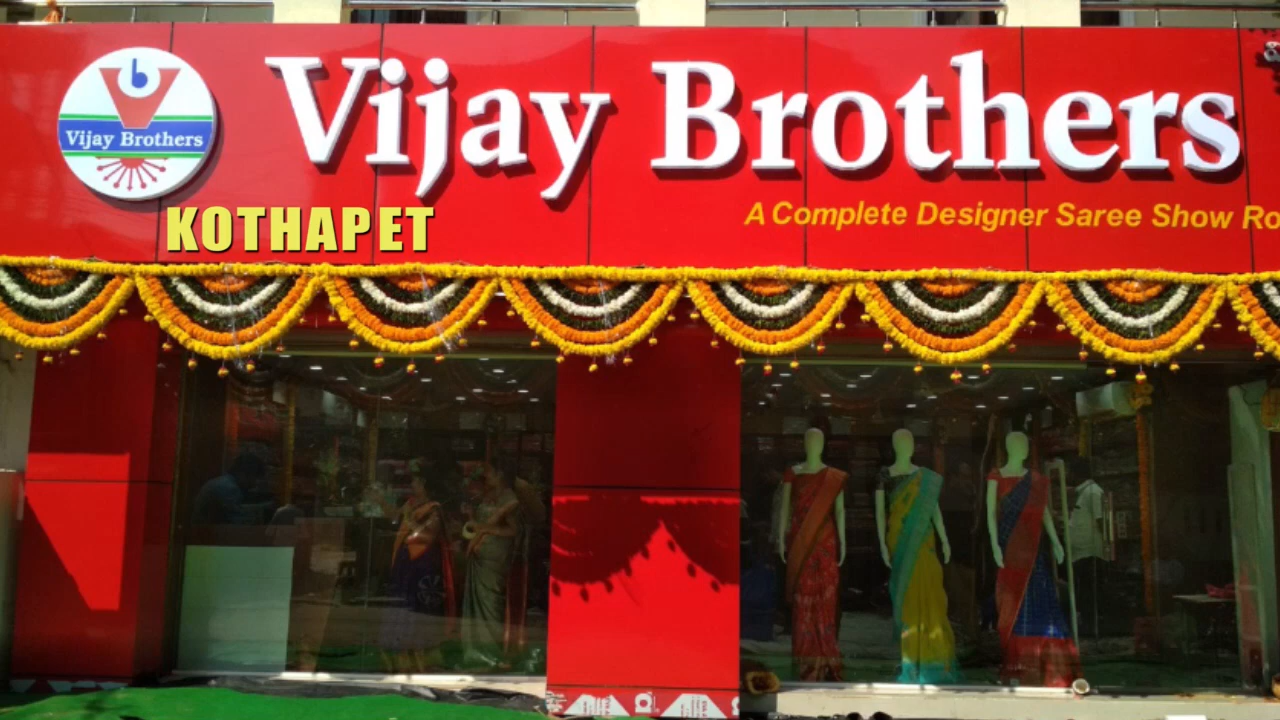 b
Vijay Brothers
Vijay Brothers
KOTHAPET
A Complete Designer Saree Show Ro